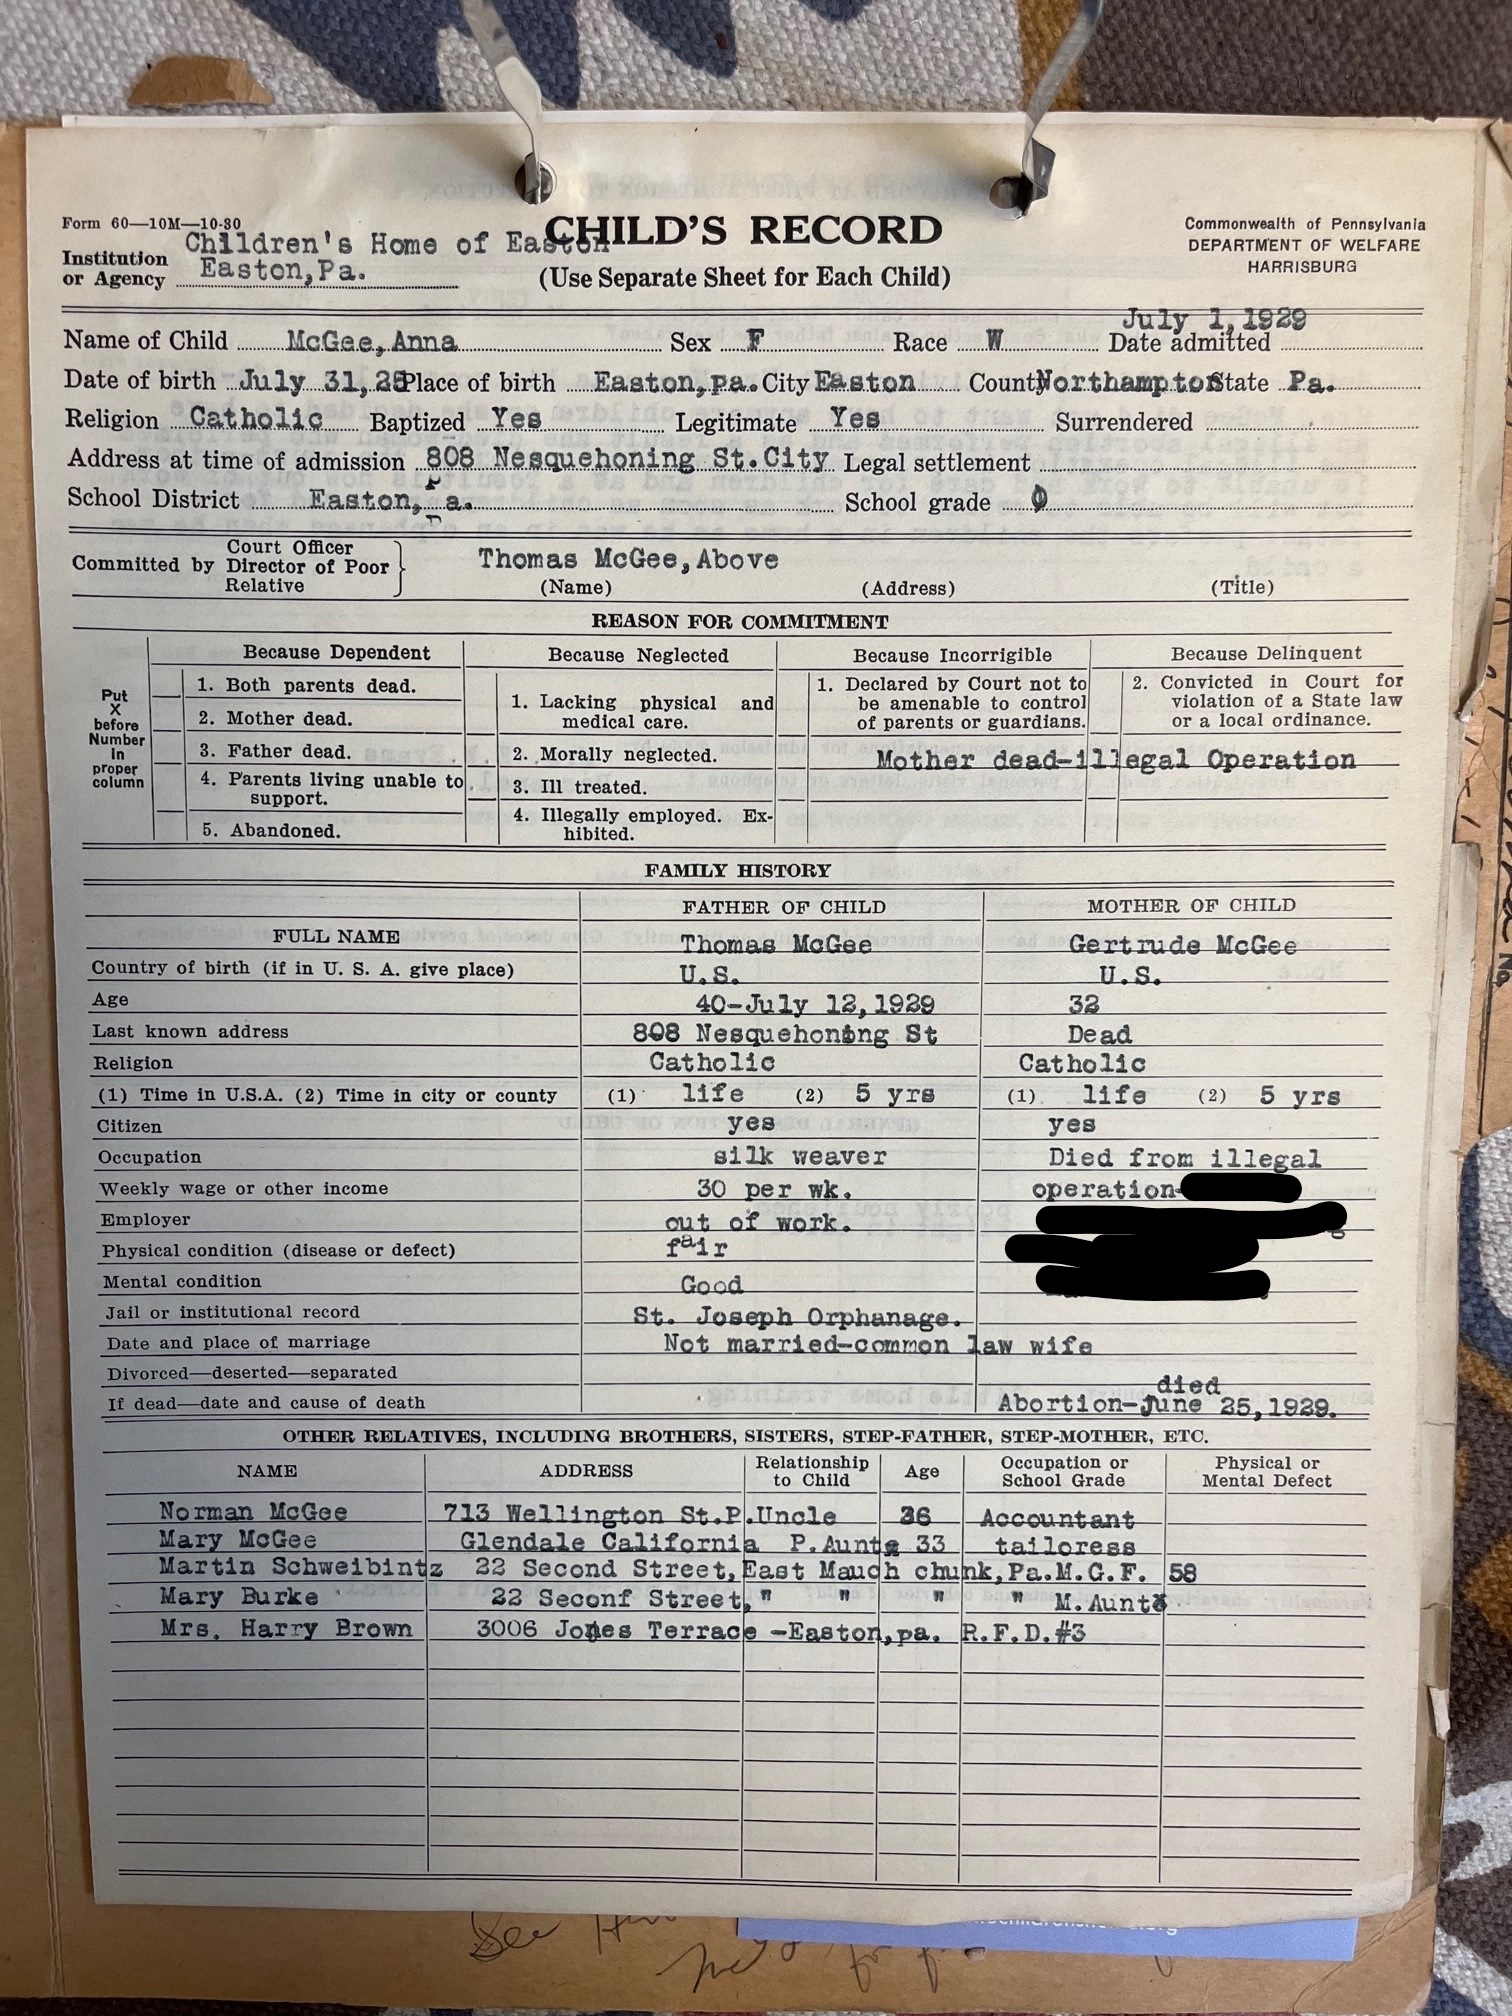 Form 60—10M—10-30
CHILD'S RECORD
Commonwealth of Pennsylvania
DEPARTMENT OF WELFARE
HARRISBURG
Institution or Agency Children's Home of Easton
Easton,Pa.
(Use Separate Sheet for Each Child)
July 1,1929
Name of Child McGee,Anna Sex F Race W Date admitted
Date of birth July 31, Place of birth Easton,pa. City Easton County Northampton State Pa.
Religion Catholic Baptized Yes Legitimate Yes Surrendered
Address at time of admission 808 Nesquehoning St.City Legal settlement
School District Easton,Pa. School grade
Committed by Court Officer Director of Poor Relative
Thomas McGee,Above
(Name) (Address) (Title)
REASON FOR COMMITMENT
Put X before Number in proper column
Because Dependent
1. Both parents dead.
2. Mother dead.
3. Father dead.
4. Parents living unable to support.
5. Abandoned.
Because Neglected
1. Lacking physical and medical care.
2. Morally neglected.
3. Ill treated.
4. Illegally employed. Exhibited.
Because Incorrigible
1. Declared by Court not to be amenable to control of parents or guardians.
Because Delinquent
2. Convicted in Court for violation of a State law or a local ordinance.
Mother dead-illegal Operation
FAMILY HISTORY
FATHER OF CHILD MOTHER OF CHILD
FULL NAME Thomas McGee Gertrude McGee
Country of birth (if in U. S. A. give place) U.S. U.S.
Age 40-July 12,1929 32
Last known address 808 Nesquehoning St Dead
Religion Catholic Catholic
(1) Time in U.S.A. (2) Time in city or county (1) life (2) 5 yrs (1) life (2) 5 yrs
Citizen yes yes
Occupation silk weaver Died from illegal
Weekly wage or other income 30 per wk. operation-
Employer out of work.
Physical condition (disease or defect) fair
Mental condition Good
Jail or institutional record St. Joseph Orphanage.
Date and place of marriage Not married-common law wife
Divorced—deserted—separated
died
If dead—date and cause of death Abortion-June 25,1929.
OTHER RELATIVES, INCLUDING BROTHERS, SISTERS, STEP-FATHER, STEP-MOTHER, ETC.
NAME ADDRESS Relationship to Child Age Occupation or School Grade Physical or Mental Defect
Norman McGee 713 Wellington St.P.Uncle 36 Accountant
Mary McGee Glendale California P.Aunt 33 tailoress
Martin Schweibintz 22 Second Street,East Mauch chunk,Pa.M.G.F. 58
Mary Burke 22 Seconf Street," " " " M.Aunt
Mrs. Harry Brown 3006 Jones Terrace -Easton,pa. R.F.D.#3
See